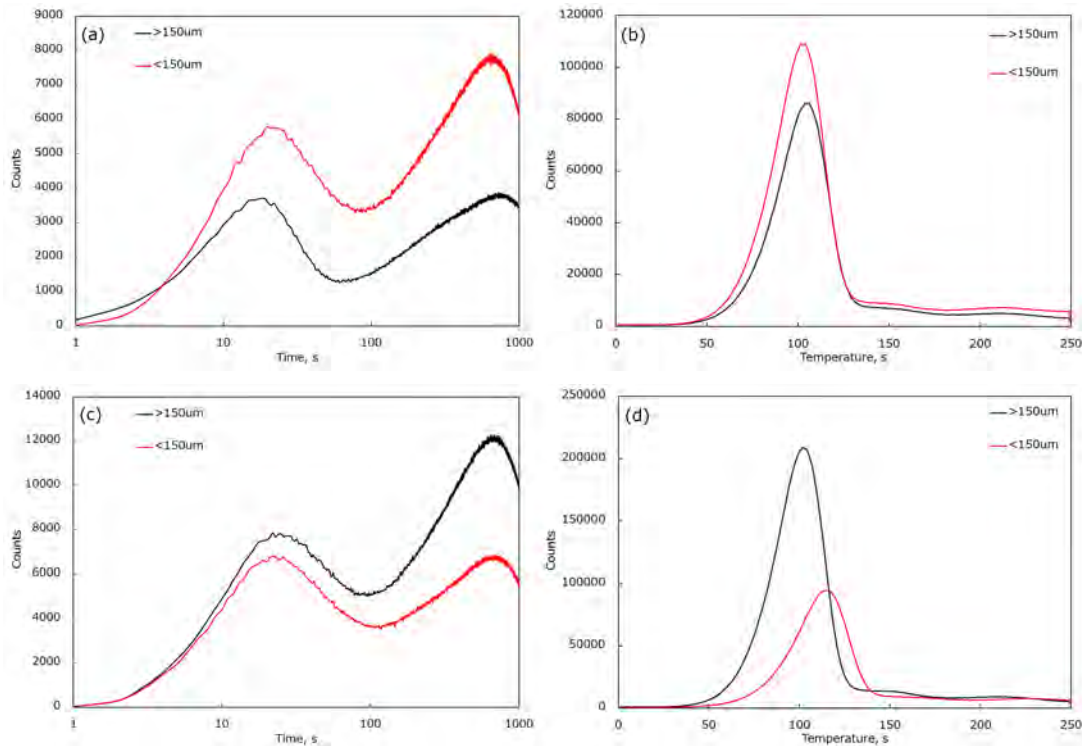 (a)
>150um
<150um
9000
8000
7000
6000
5000
4000
3000
2000
1000
0
Counts
1
10
100
1000
Time, s
(b)
>150um
<150um
120000
100000
80000
60000
40000
20000
0
Counts
0
50
100
150
200
250
Temperature, s
(c)
>150um
<150um
14000
12000
10000
8000
6000
4000
2000
0
Counts
1
10
100
1000
Time, s
(d)
>150um
<150um
250000
200000
150000
100000
50000
0
Counts
0
50
100
150
200
250
Temperature, s